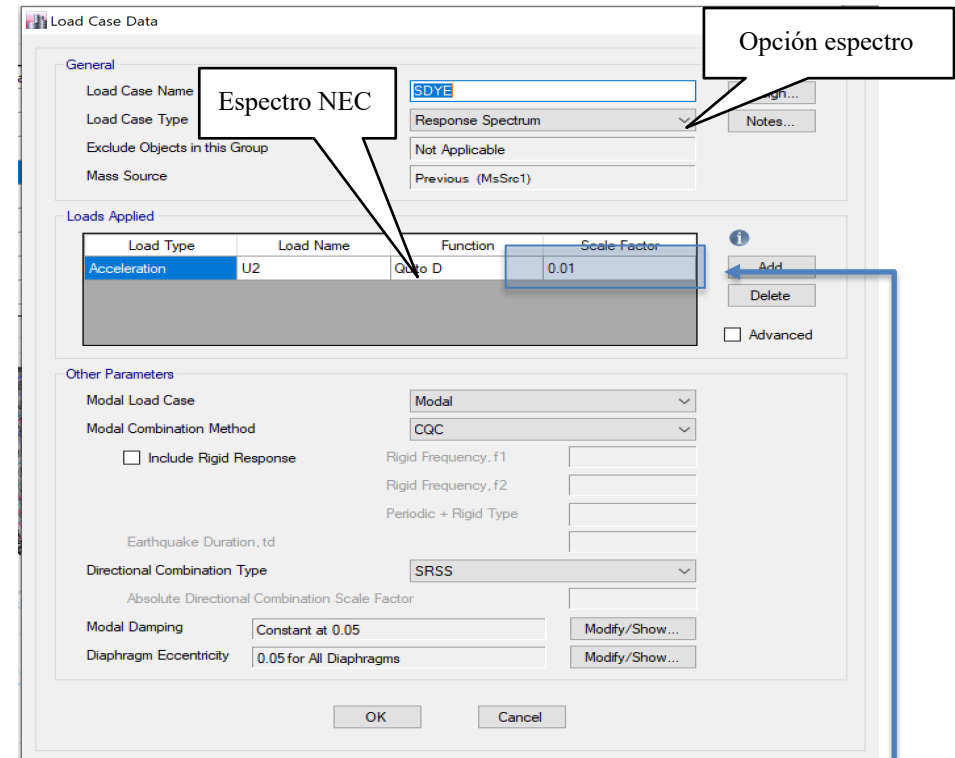 Load Case Data
Opción espectro
General
Load Case Name
SDYE
Espectro NEC
Load Case Type
Response Spectrum
Notes...
Exclude Objects in this Group
Not Applicable
Mass Source
Previous (MsSrc1)
Loads Applied
Load Type Load Name Function Scale Factor
Acceleration U2 Quito D 0.01
Add
Delete
Advanced
Other Parameters
Modal Load Case
Modal
Modal Combination Method
CQC
Include Rigid Response
Rigid Frequency, f1
Rigid Frequency, f2
Periodic + Rigid Type
Earthquake Duration, td
Directional Combination Type
SRSS
Absolute Directional Combination Scale Factor
Modal Damping
Constant at 0.05
Modify/Show...
Diaphragm Eccentricity
0.05 for All Diaphragms
Modify/Show...
OK
Cancel